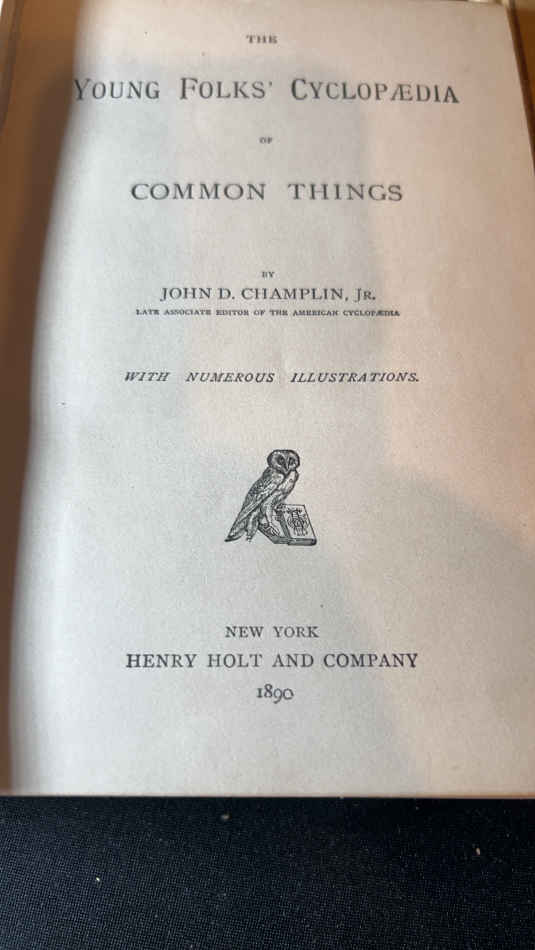 THE
YOUNG FOLKS' CYCLOPÆDIA
OF
COMMON THINGS
BY
JOHN D. CHAMPLIN, JR.
LATE ASSOCIATE EDITOR OF THE AMERICAN CYCLOPÆDIA
WITH NUMEROUS ILLUSTRATIONS.
NEW YORK
HENRY HOLT AND COMPANY
1890